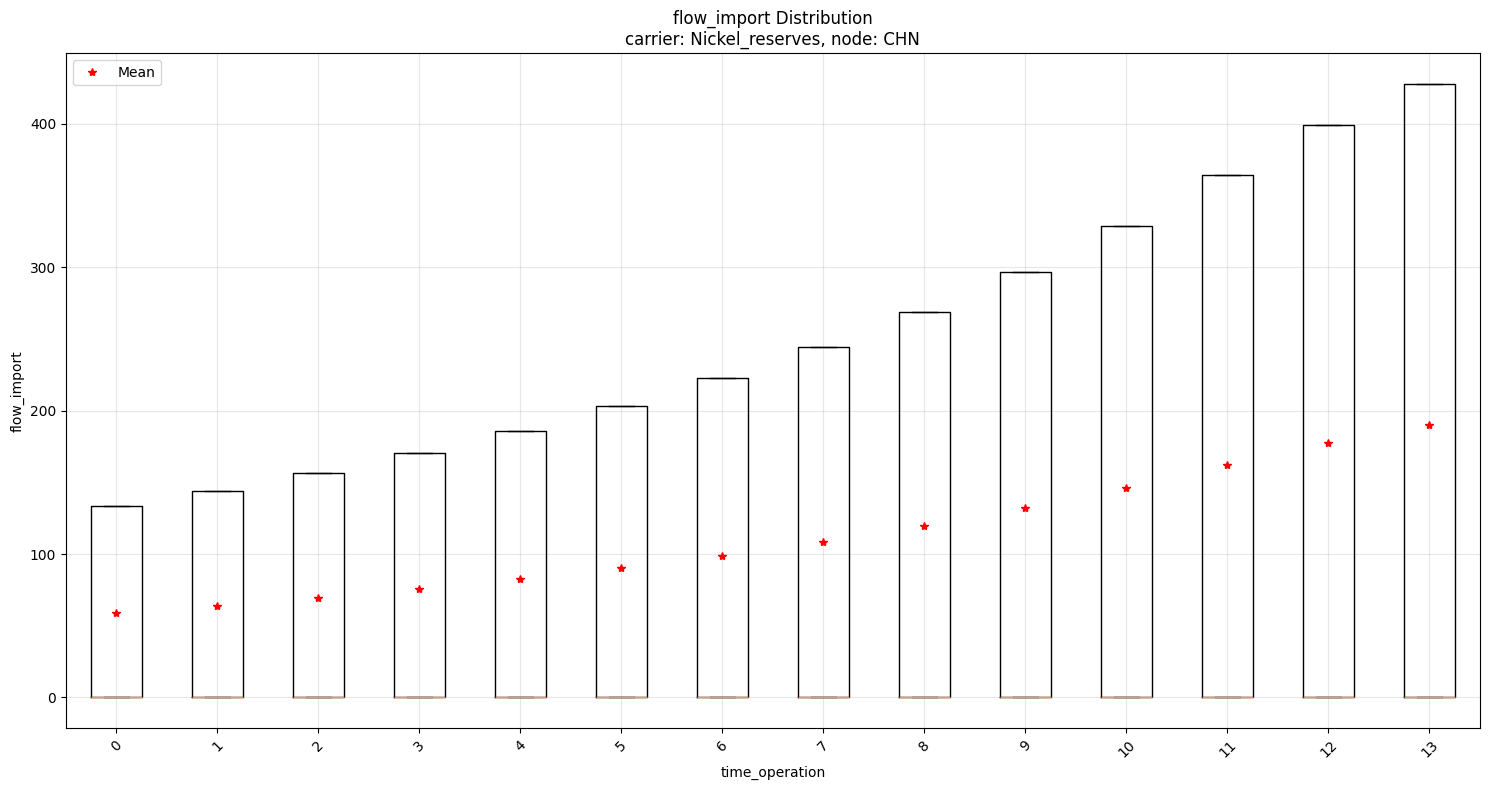 flow_import Distribution
carrier: Nickel_reserves, node: CHN
Mean
flow_import
400
300
200
100
0
0 1 2 3 4 5 6 7 8 9 10 11 12 13
time_operation